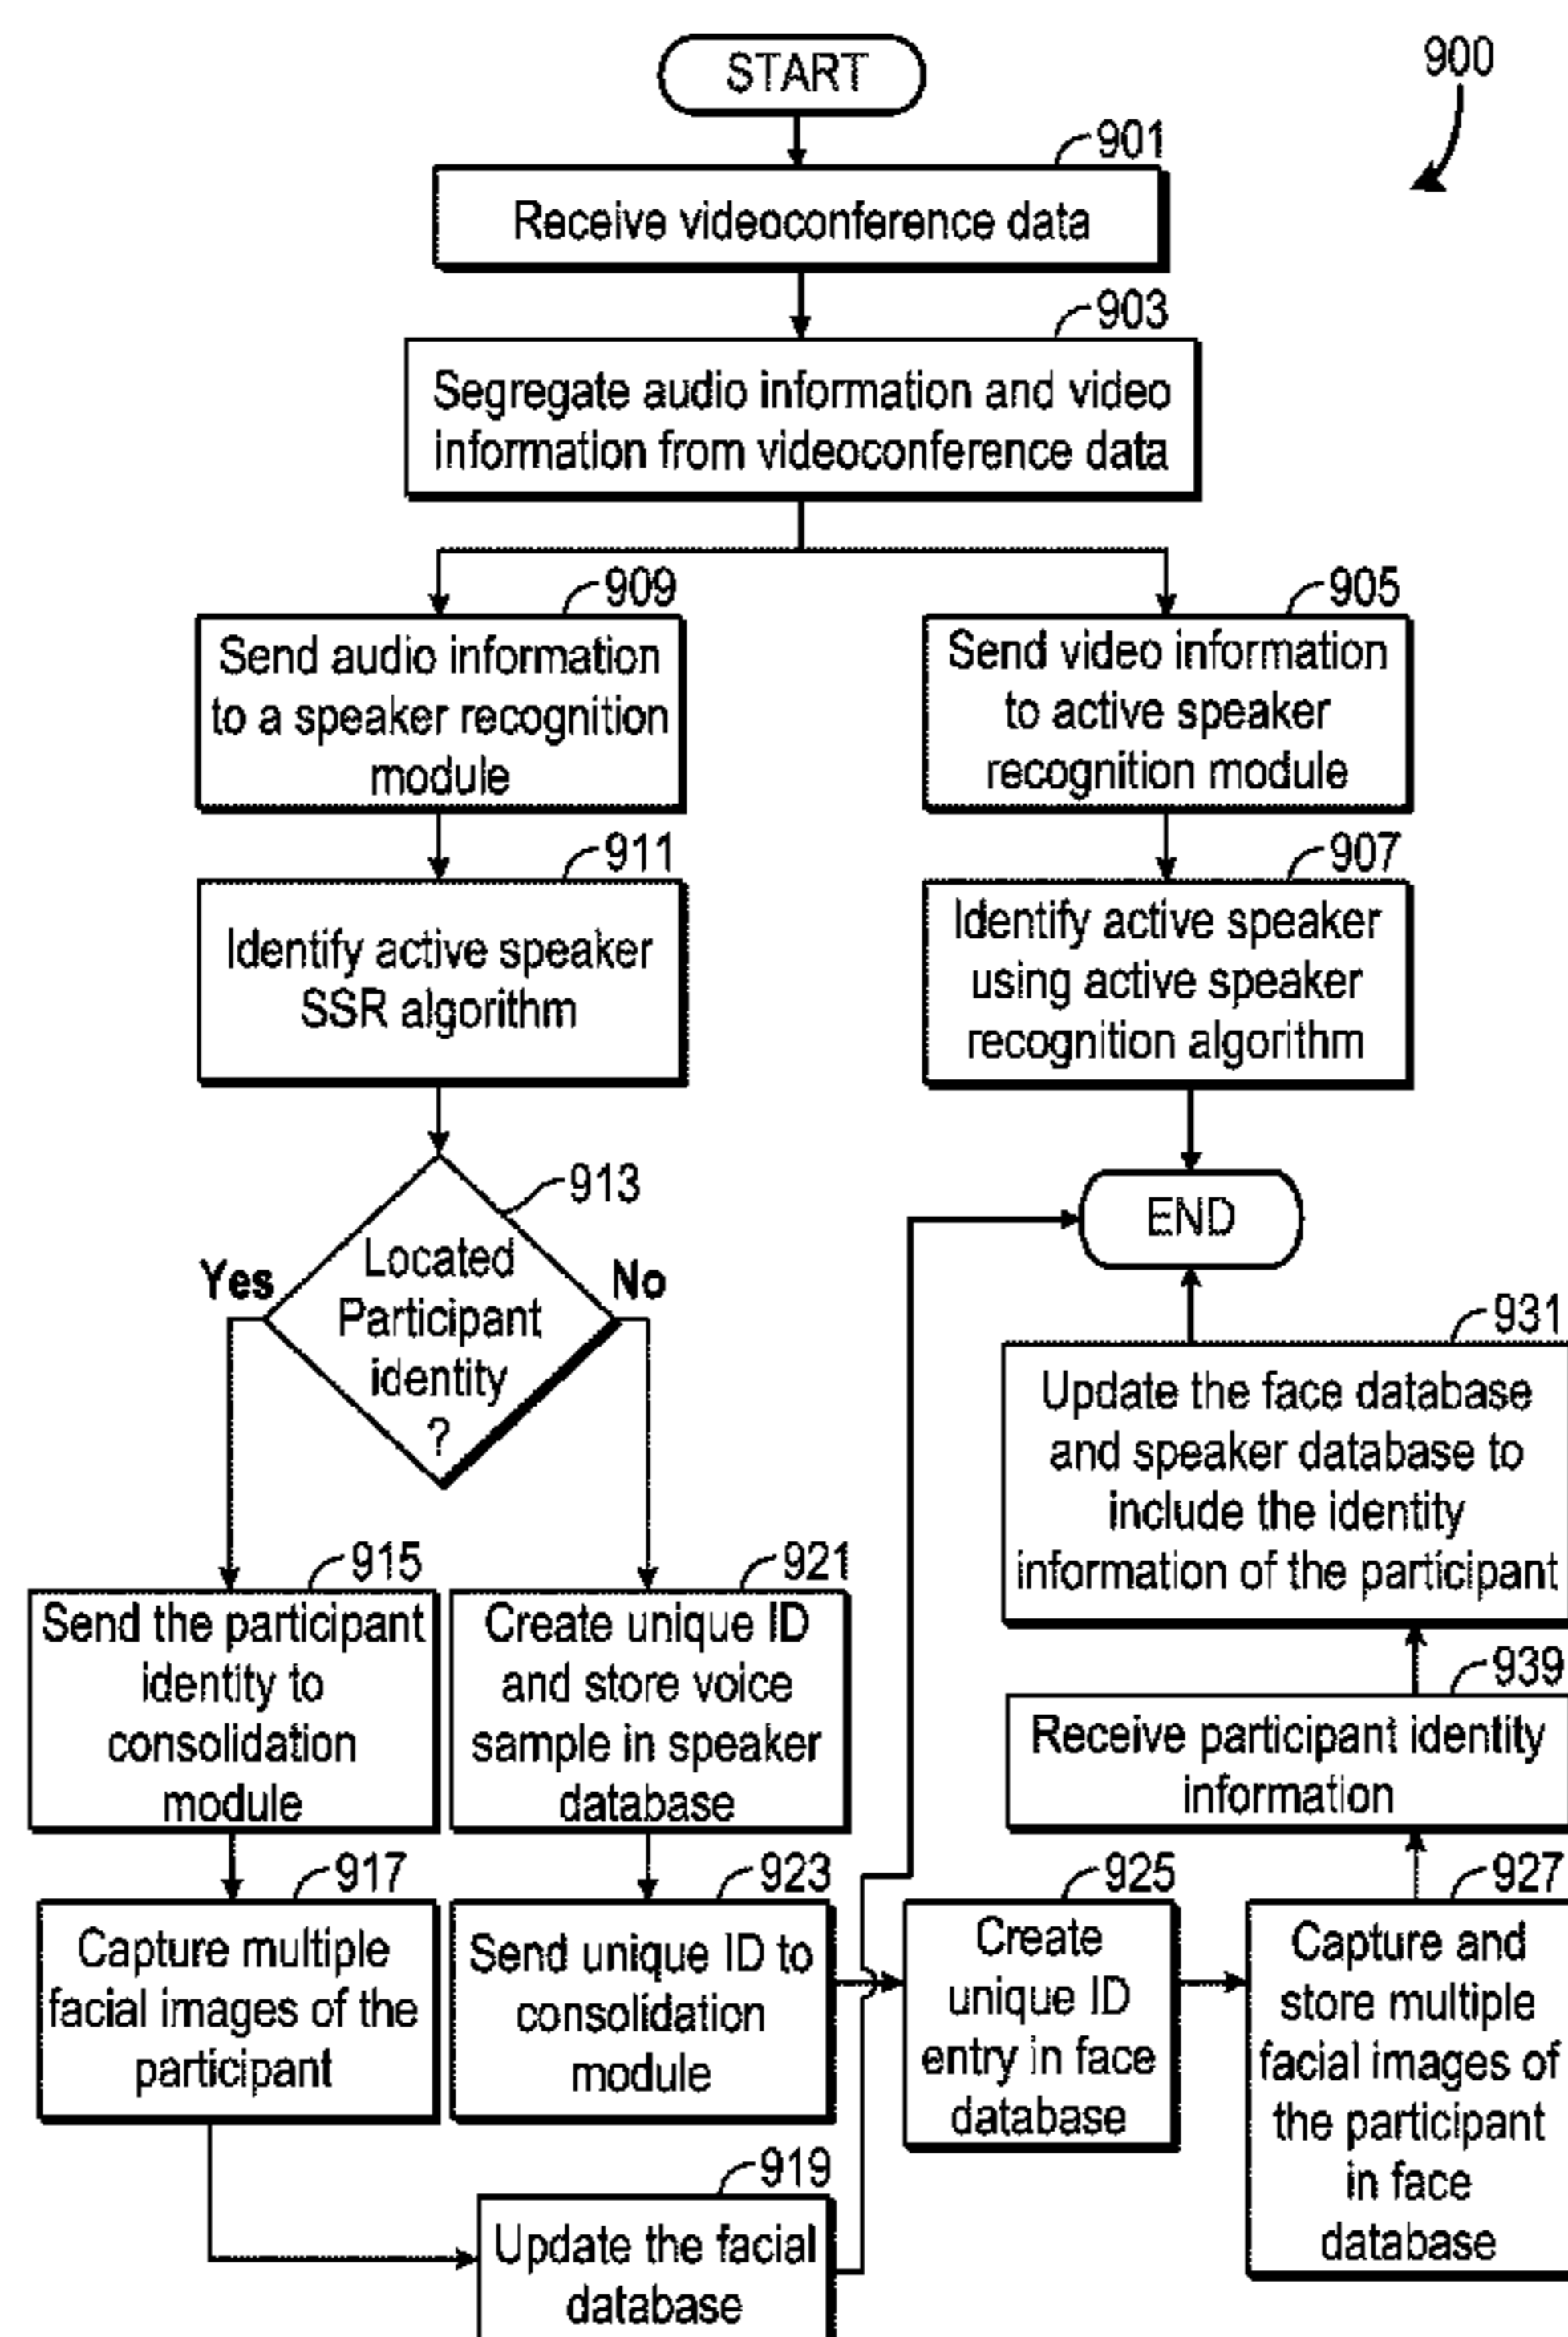 START
900
901
Receive videoconference data
903
Segregate audio information and video
information from videoconference data
909
Send audio information
to a speaker recognition
module
905
Send video information
to active speaker
recognition module
911
Identify active speaker
SSR algorithm
907
Identify active speaker
using active speaker
recognition algorithm
913
Located
Participant
identity
?
Yes
No
END
931
Update the face database
and speaker database to
include the identity
information of the participant
915
Send the participant
identity to
consolidation
module
921
Create unique ID
and store voice
sample in speaker
database
939
Receive participant identity
information
917
Capture multiple
facial images of the
participant
923
Send unique ID to
consolidation
module
925
Create
unique ID
entry in face
database
927
Capture and
store multiple
facial images of
the participant
in face
database
919
Update the facial
database